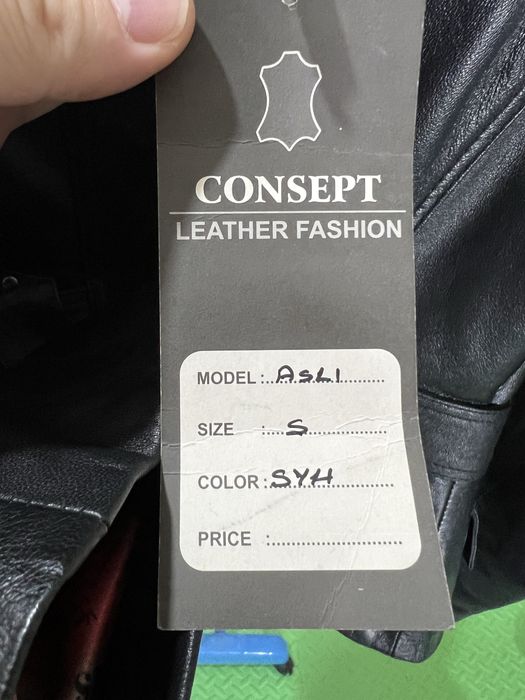 CONSEPT
LEATHER FASHION
MODEL :..ASLI............
SIZE :.....S..................
COLOR :.SYH...............
PRICE :..............................